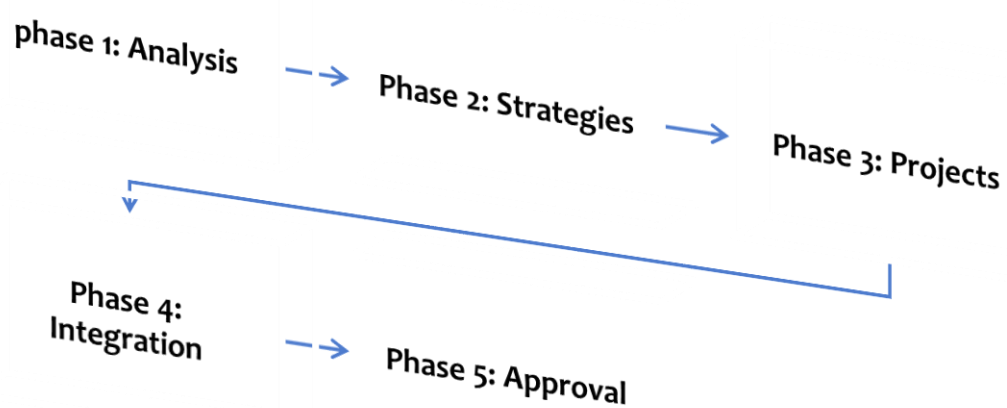 phase 1: Analysis
Phase 2: Strategies
Phase 3: Projects
Phase 4:
Integration
Phase 5: Approval